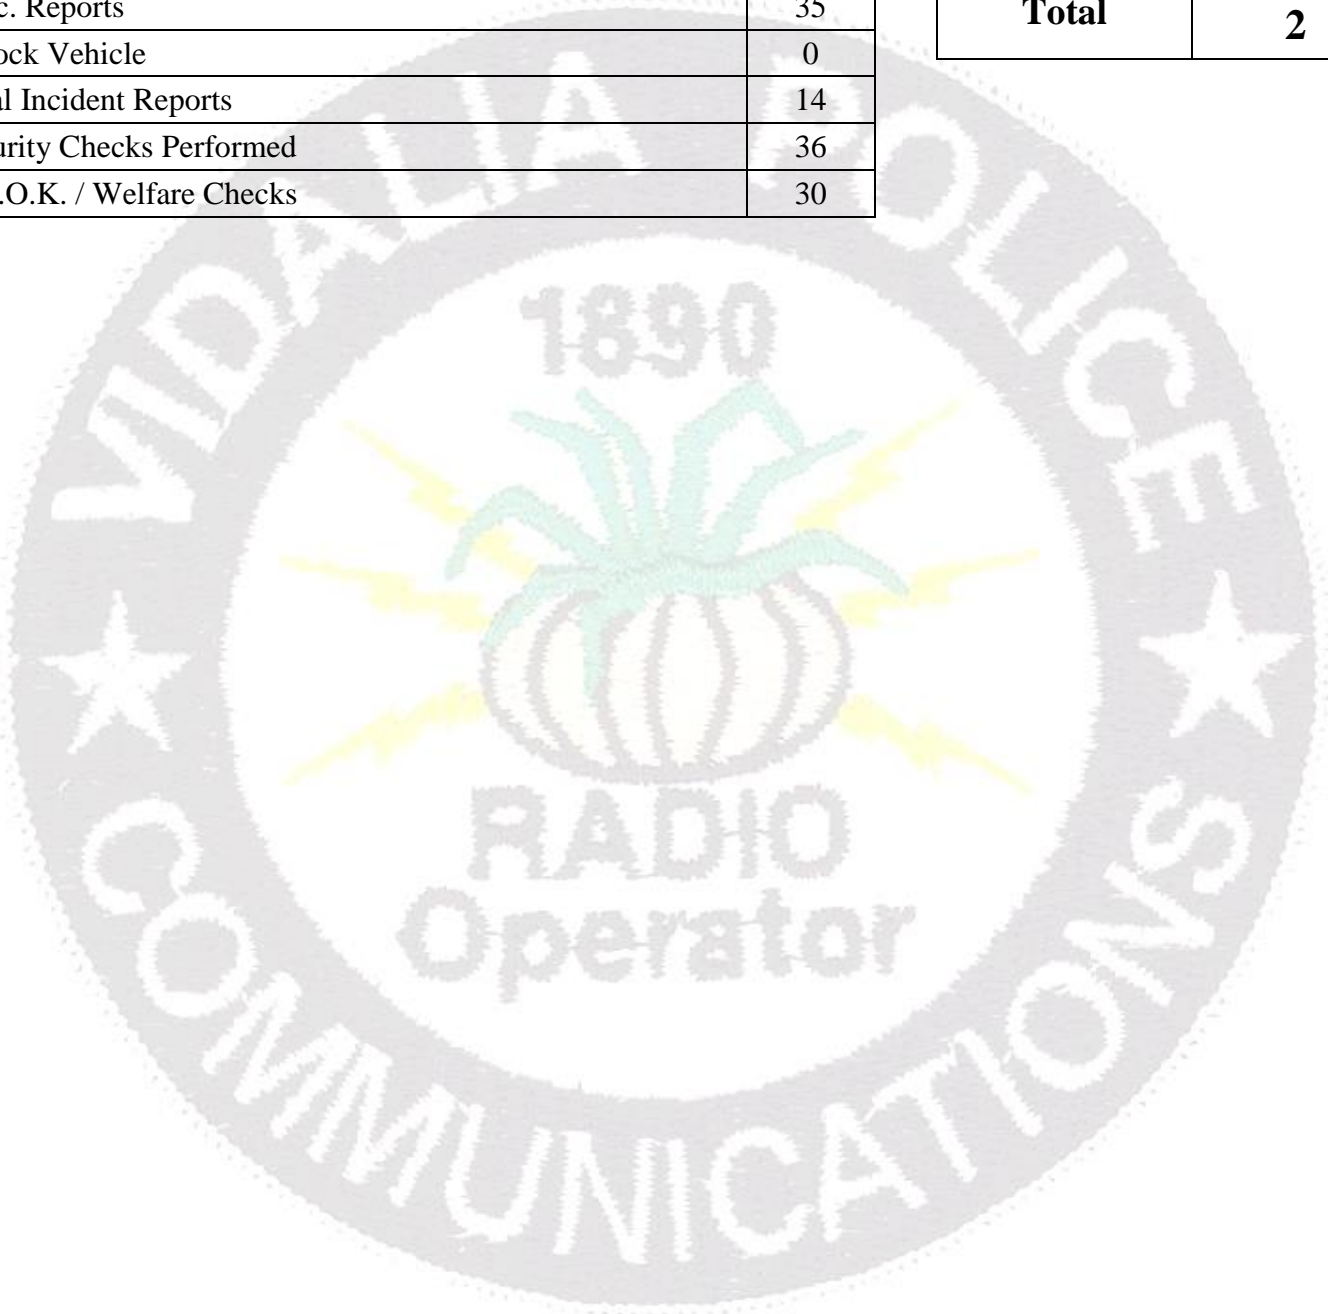 c. Reports 35
ock Vehicle 0
al Incident Reports 14
urity Checks Performed 36
.O.K. / Welfare Checks 30
Total 2
VIDALIA POLICE
1890
RADIO
Operator
COMMUNICATIONS